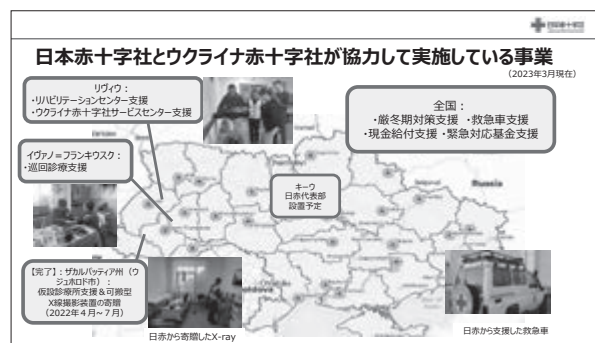 日本赤十字社とウクライナ赤十字社が協力して実施している事業
(2023年3月現在)
リヴィウ:
・リハビリテーションセンター支援
・ウクライナ赤十字社サービスセンター支援
全国:
・厳冬期対策支援 ・救急車支援
・現金給付支援 ・緊急対応基金支援
イヴァノ=フランキウスク:
・巡回診療支援
キーウ
日赤代表部
設置予定
Russia
【完了】:ザカルパッティア州(ウ
ジュホロド市):
仮設診療所支援&可搬型
X線撮影装置の寄贈
(2022年4月~7月)
日赤から寄贈したX-ray
日赤から支援した救急車